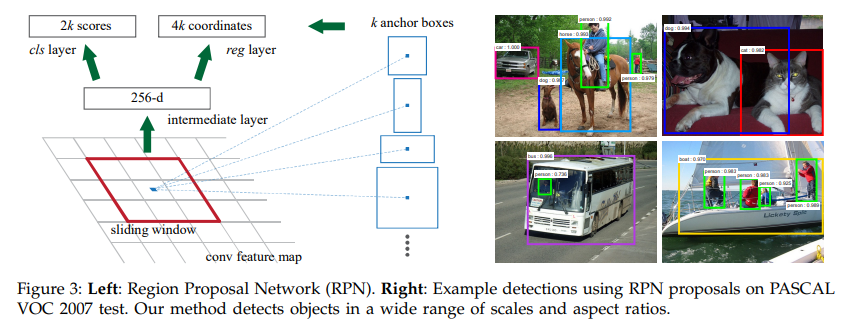 2k scores
4k coordinates
k anchor boxes
cls layer
reg layer
256-d
intermediate layer
sliding window
conv feature map
person : 0.992
horse : 0.993
car : 1.000
person : 0.979
dog : 0.994
cat : 0.982
bus : 0.996
person : 0.736
boat : 0.970
person : 0.983
person : 0.983
person : 0.925
person : 0.989
Lickety Split
Figure 3: Left: Region Proposal Network (RPN). Right: Example detections using RPN proposals on PASCAL
VOC 2007 test. Our method detects objects in a wide range of scales and aspect ratios.